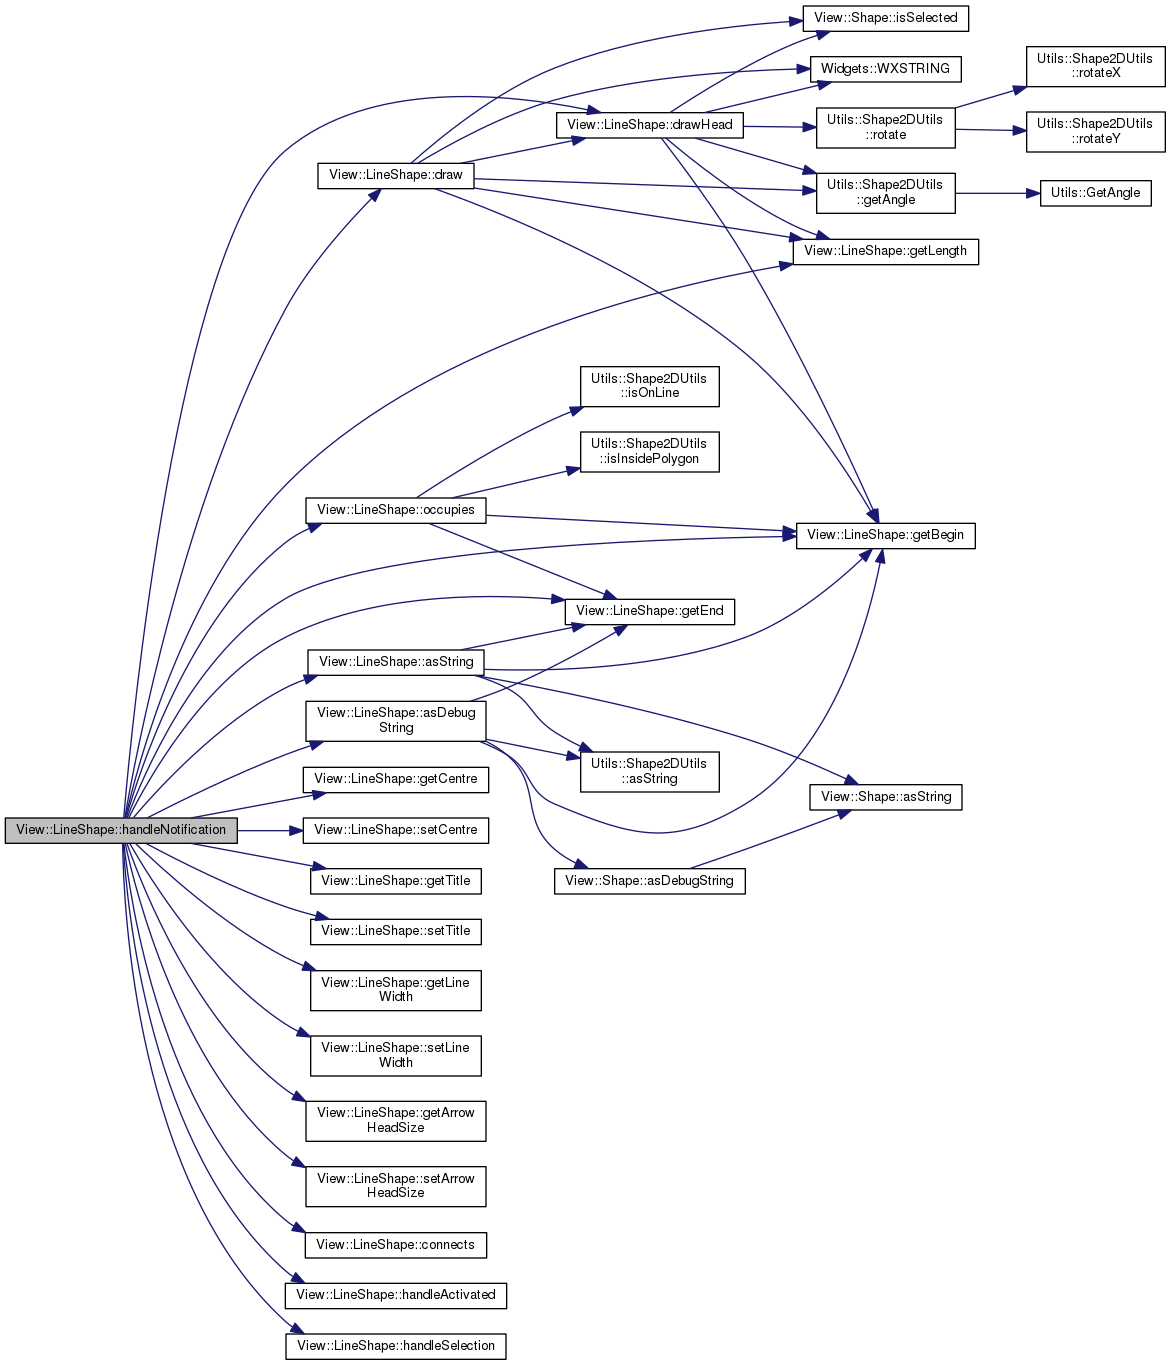 View::Shape::isSelected
Widgets::WXSTRING
Utils::Shape2DUtils
::rotateX
View::LineShape::drawHead
Utils::Shape2DUtils
::rotate
Utils::Shape2DUtils
::rotateY
View::LineShape::draw
Utils::Shape2DUtils
::getAngle
Utils::GetAngle
View::LineShape::getLength
Utils::Shape2DUtils
::isOnLine
Utils::Shape2DUtils
::isInsidePolygon
View::LineShape::occupies
View::LineShape::getBegin
View::LineShape::getEnd
View::LineShape::asString
View::LineShape::asDebug
String
Utils::Shape2DUtils
::asString
View::LineShape::getCentre
View::Shape::asString
View::LineShape::handleNotification
View::LineShape::setCentre
View::LineShape::getTitle
View::Shape::asDebugString
View::LineShape::setTitle
View::LineShape::getLine
Width
View::LineShape::setLine
Width
View::LineShape::getArrow
HeadSize
View::LineShape::setArrow
HeadSize
View::LineShape::connects
View::LineShape::handleActivated
View::LineShape::handleSelection